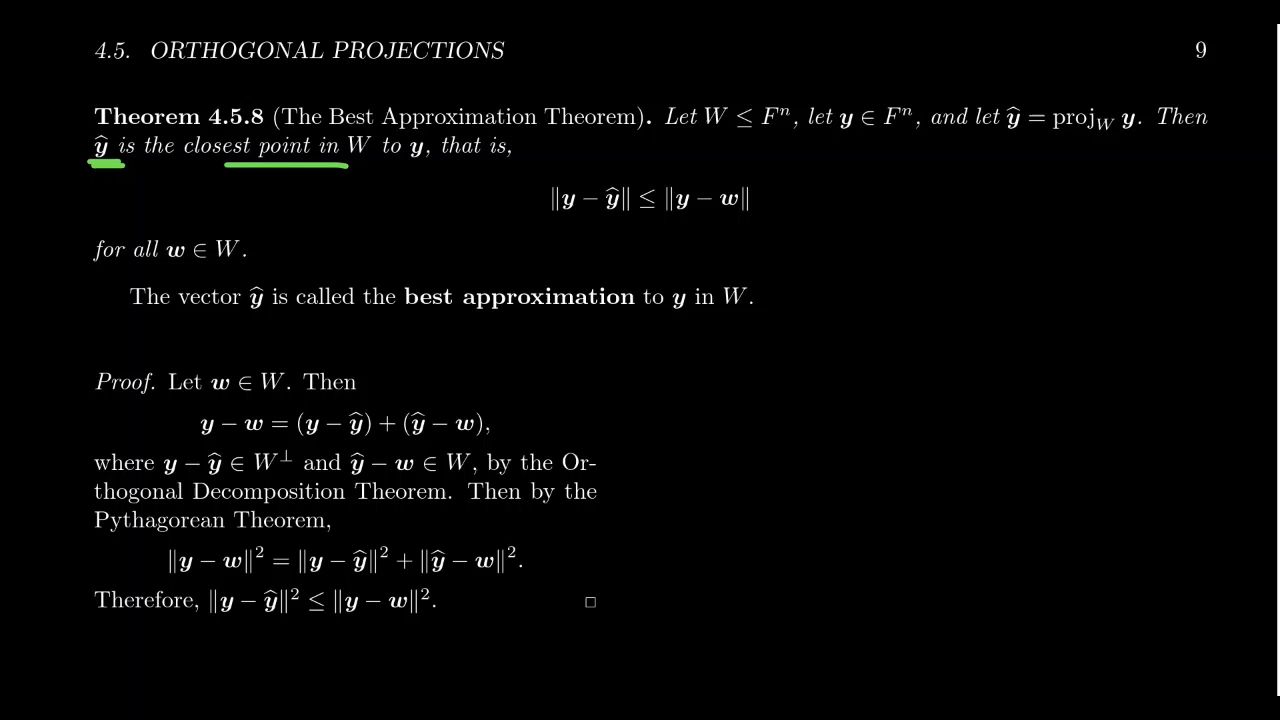 4.5. ORTHOGONAL PROJECTIONS 9
Theorem 4.5.8 (The Best Approximation Theorem). Let W ≤ Fⁿ, let y ∈ Fⁿ, and let ŷ = proj_W y. Then
ŷ is the closest point in W to y, that is,
‖y − ŷ‖ ≤ ‖y − w‖
for all w ∈ W.
The vector ŷ is called the best approximation to y in W.
Proof. Let w ∈ W. Then
y − w = (y − ŷ) + (ŷ − w),
where y − ŷ ∈ W^⊥ and ŷ − w ∈ W, by the Or-
thogonal Decomposition Theorem. Then by the
Pythagorean Theorem,
‖y − w‖² = ‖y − ŷ‖² + ‖ŷ − w‖².
Therefore, ‖y − ŷ‖² ≤ ‖y − w‖². □